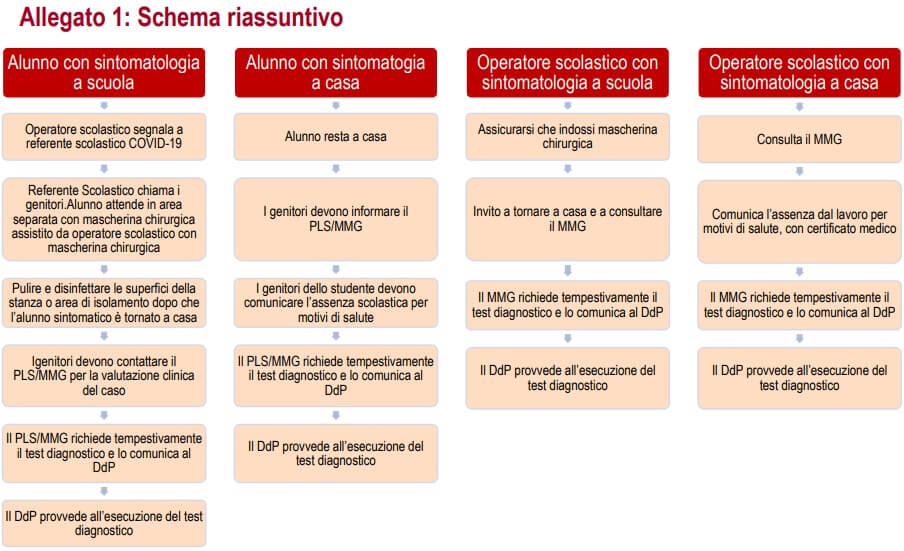 Allegato 1: Schema riassuntivo
Alunno con sintomatologia
a scuola
Operatore scolastico segnala a
referente scolastico COVID-19
Referente Scolastico chiama i
genitori.Alunno attende in area
separata con mascherina chirurgica
assistito da operatore scolastico con
mascherina chirurgica
Pulire e disinfettare le superfici della
stanza o area di isolamento dopo che
l'alunno sintomatico è tornato a casa
Igenitori devono contattare il
PLS/MMG per la valutazione clinica
del caso
Il PLS/MMG richiede tempestivamente
il test diagnostico e lo comunica al
DdP
Il DdP provvede all'esecuzione del test
diagnostico
Alunno con sintomatogia
a casa
Alunno resta a casa
I genitori devono informare il
PLS/MMG
I genitori dello studente devono
comunicare l'assenza scolastica per
motivi di salute
Il PLS/MMG richiede tempestivamente
il test diagnostico e lo comunica al
DdP
Il DdP provvede all'esecuzione del
test diagnostico
Operatore scolastico con
sintomatologia a scuola
Assicurarsi che indossi mascherina
chirurgica
Invito a tornare a casa e a consultare
il MMG
Il MMG richiede tempestivamente il
test diagnostico e lo comunica al DdP
Il DdP provvede all'esecuzione del
test diagnostico
Operatore scolastico con
sintomatologia a casa
Consulta il MMG
Comunica l'assenza dal lavoro per
motivi di salute, con certificato medico
Il MMG richiede tempestivamente il
test diagnostico e lo comunica al DdP
Il DdP provvede all'esecuzione del
test diagnostico